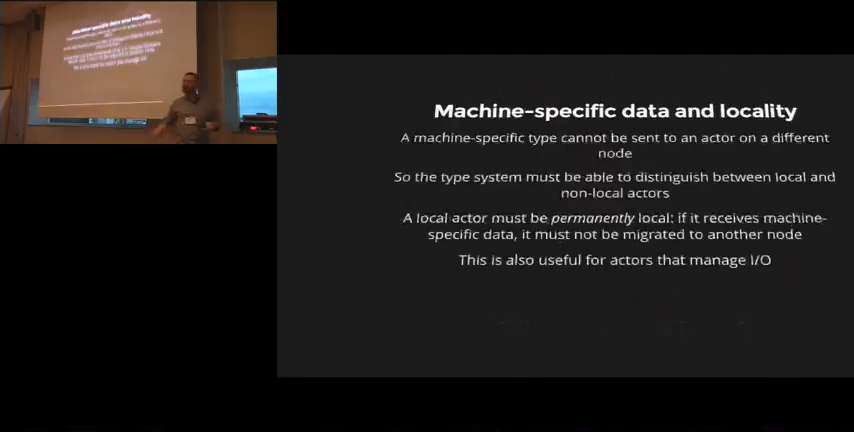 Machine-specific data and locality
A machine-specific type cannot be sent to an actor on a different
node
So the type system must be able to distinguish between local and
non-local actors
A local actor must be permanently local: if it receives machine-
specific data, it must not be migrated to another node
This is also useful for actors that manage I/O